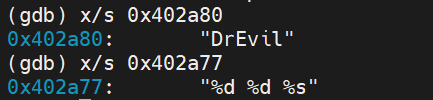 (gdb) x/s 0x402a80
0x402a80:       "DrEvil"
(gdb) x/s 0x402a77
0x402a77:       "%d %d %s"